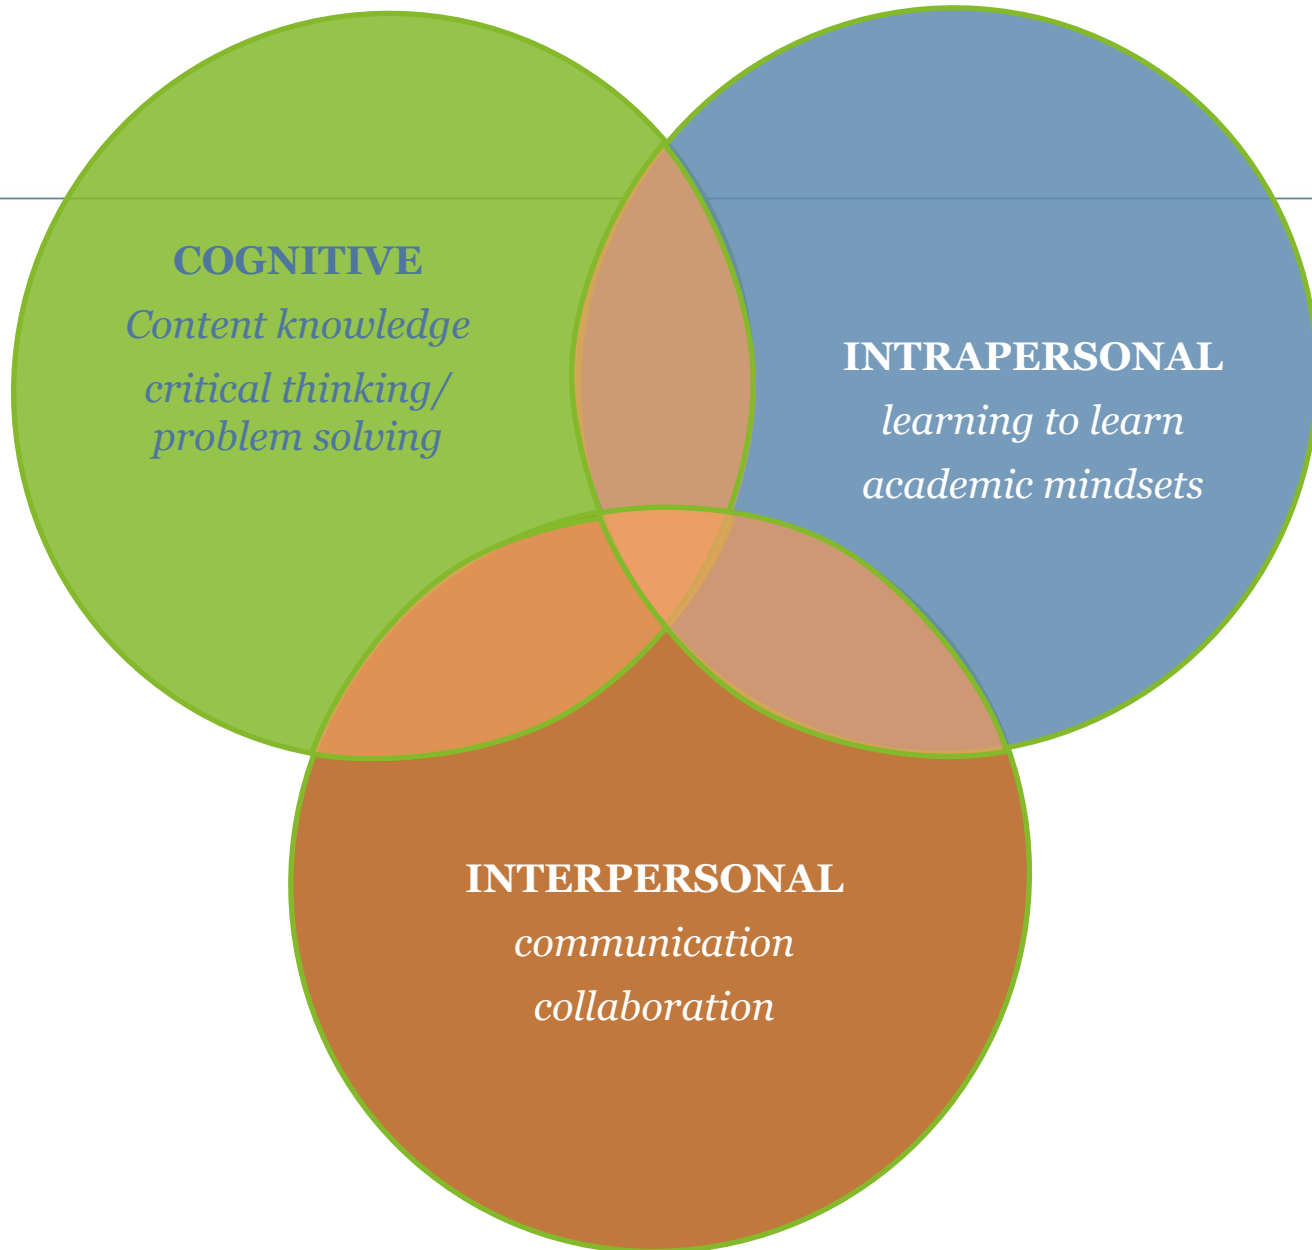 COGNITIVE
Content knowledge
critical thinking/
problem solving
INTRAPERSONAL
learning to learn
academic mindsets
INTERPERSONAL
communication
collaboration